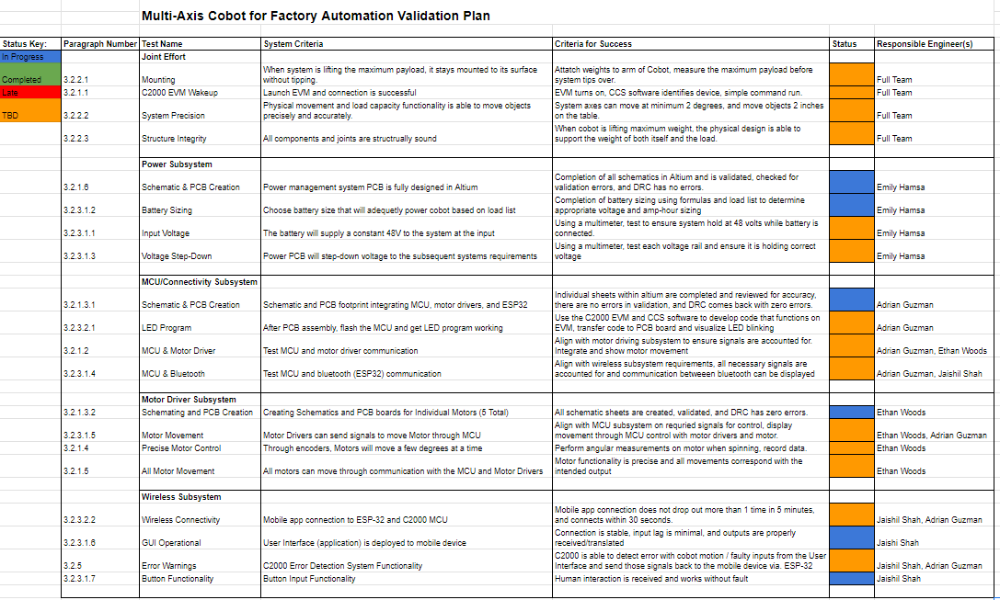 Multi-Axis Cobot for Factory Automation Validation Plan
Status Key: Paragraph Number Test Name System Criteria Criteria for Success Status Responsible Engineer(s)
In Progress Joint Effort
When system is lifting the maximum payload, it stays mounted to its surface Attatch weights to arm of Cobot, measure the maximum payload before
Completed 3.2.2.1 Mounting without tipping. system tips over. Full Team
Late 3.2.1.1 C2000 EVM Wakeup Launch EVM and connection is successful EVM turns on, CCS software identifies device, simple command run. Full Team
Physical movement and load capacity functionality is able to move objects System axes can move at minimum 2 degrees, and move objects 2 inches
TBD 3.2.2.2 System Precision precisely and accurately. on the table. Full Team
When cobot is lifting maximum weight, the physical design is able to
3.2.2.3 Structure Integrity All components and joints are structrually sound support the weight of both itself and the load. Full Team
Power Subsystem
Completion of all schematics in Altium and is validated, checked for
3.2.1.6 Schematic & PCB Creation Power management system PCB is fully designed in Altium validation errors, and DRC has no errors. Emily Hamsa
Completion of battery sizing using formulas and load list to determine
3.2.3.1.2 Battery Sizing Choose battery size that will adequetly power cobot based on load list appropriate voltage and amp-hour sizing Emily Hamsa
Using a multimeter, test to ensure system hold at 48 volts while battery is
3.2.3.1.1 Input Voltage The battery will supply a constant 48V to the system at the input connected. Emily Hamsa
Using a multimeter, test each voltage rail and ensure it is holding correct
3.2.3.1.3 Voltage Step-Down Power PCB will step-down voltage to the subsequent systems requirements voltage Emily Hamsa
MCU/Connectivity Subsystem
Individual sheets within altium are completed and reviewed for accuracy,
3.2.1.3.1 Schematic & PCB Creation Schematic and PCB footprint integrating MCU, motor drivers, and ESP32 there are no errors in validation, and DRC comes back with zero errors. Adrian Guzman
Use the C2000 EVM and CCS software to develop code that functions on
3.2.3.2.1 LED Program After PCB assembly, flash the MCU and get LED program working EVM, transfer code to PCB board and visualize LED blinking Adrian Guzman
Align with motor driving subsystem to ensure signals are accounted for.
3.2.1.2 MCU & Motor Driver Test MCU and motor driver communication Integrate and show motor movement Adrian Guzman, Ethan Woods
Align with wireless subsystem requirements, all necessary signals are
3.2.3.1.4 MCU & Bluetooth Test MCU and bluetooth (ESP32) communication accounted for and communication betweeen bluetooth can be displayed Adrian Guzman, Jaishil Shah
Motor Driver Subsystem
3.2.1.3.2 Schemating and PCB Creation Creating Schematics and PCB boards for Individual Motors (5 Total) All schematic sheets are created, validated, and DRC has zero errors. Ethan Woods
Align with MCU subsystem on requried signals for control, display
3.2.3.1.5 Motor Movement Motor Drivers can send signals to move Motor through MCU movement through MCU control with motor drivers and motor. Ethan Woods, Adrian Guzman
3.2.1.4 Precise Motor Control Through encoders, Motors will move a few degrees at a time Perform angular measurements on motor when spinning, record data. Ethan Woods
Motor functionality is precise and all movements correspond with the
3.2.1.5 All Motor Movement All motors can move through communication with the MCU and Motor Drivers intended output Ethan Woods
Wireless Subsystem
Mobile app connection does not drop out more than 1 time in 5 minutes,
3.2.3.2.2 Wireless Connectivity Mobile app connection to ESP-32 and C2000 MCU and connects within 30 seconds. Jaishil Shah, Adrian Guzman
Connection is stable, input lag is minimal, and outputs are properly
3.2.3.1.6 GUI Operational User Interface (application) is deployed to mobile device received/translated Jaishi Shah
C2000 is able to detect error with cobot motion / faulty inputs from the User
3.2.5 Error Warnings C2000 Error Detection System Functionality Interface and send those signals back to the mobile device via. ESP-32 Jaishil Shah, Adrian Guzman
3.2.3.1.7 Button Functionality Button Input Functionality Human interaction is received and works without fault Jaishil Shah